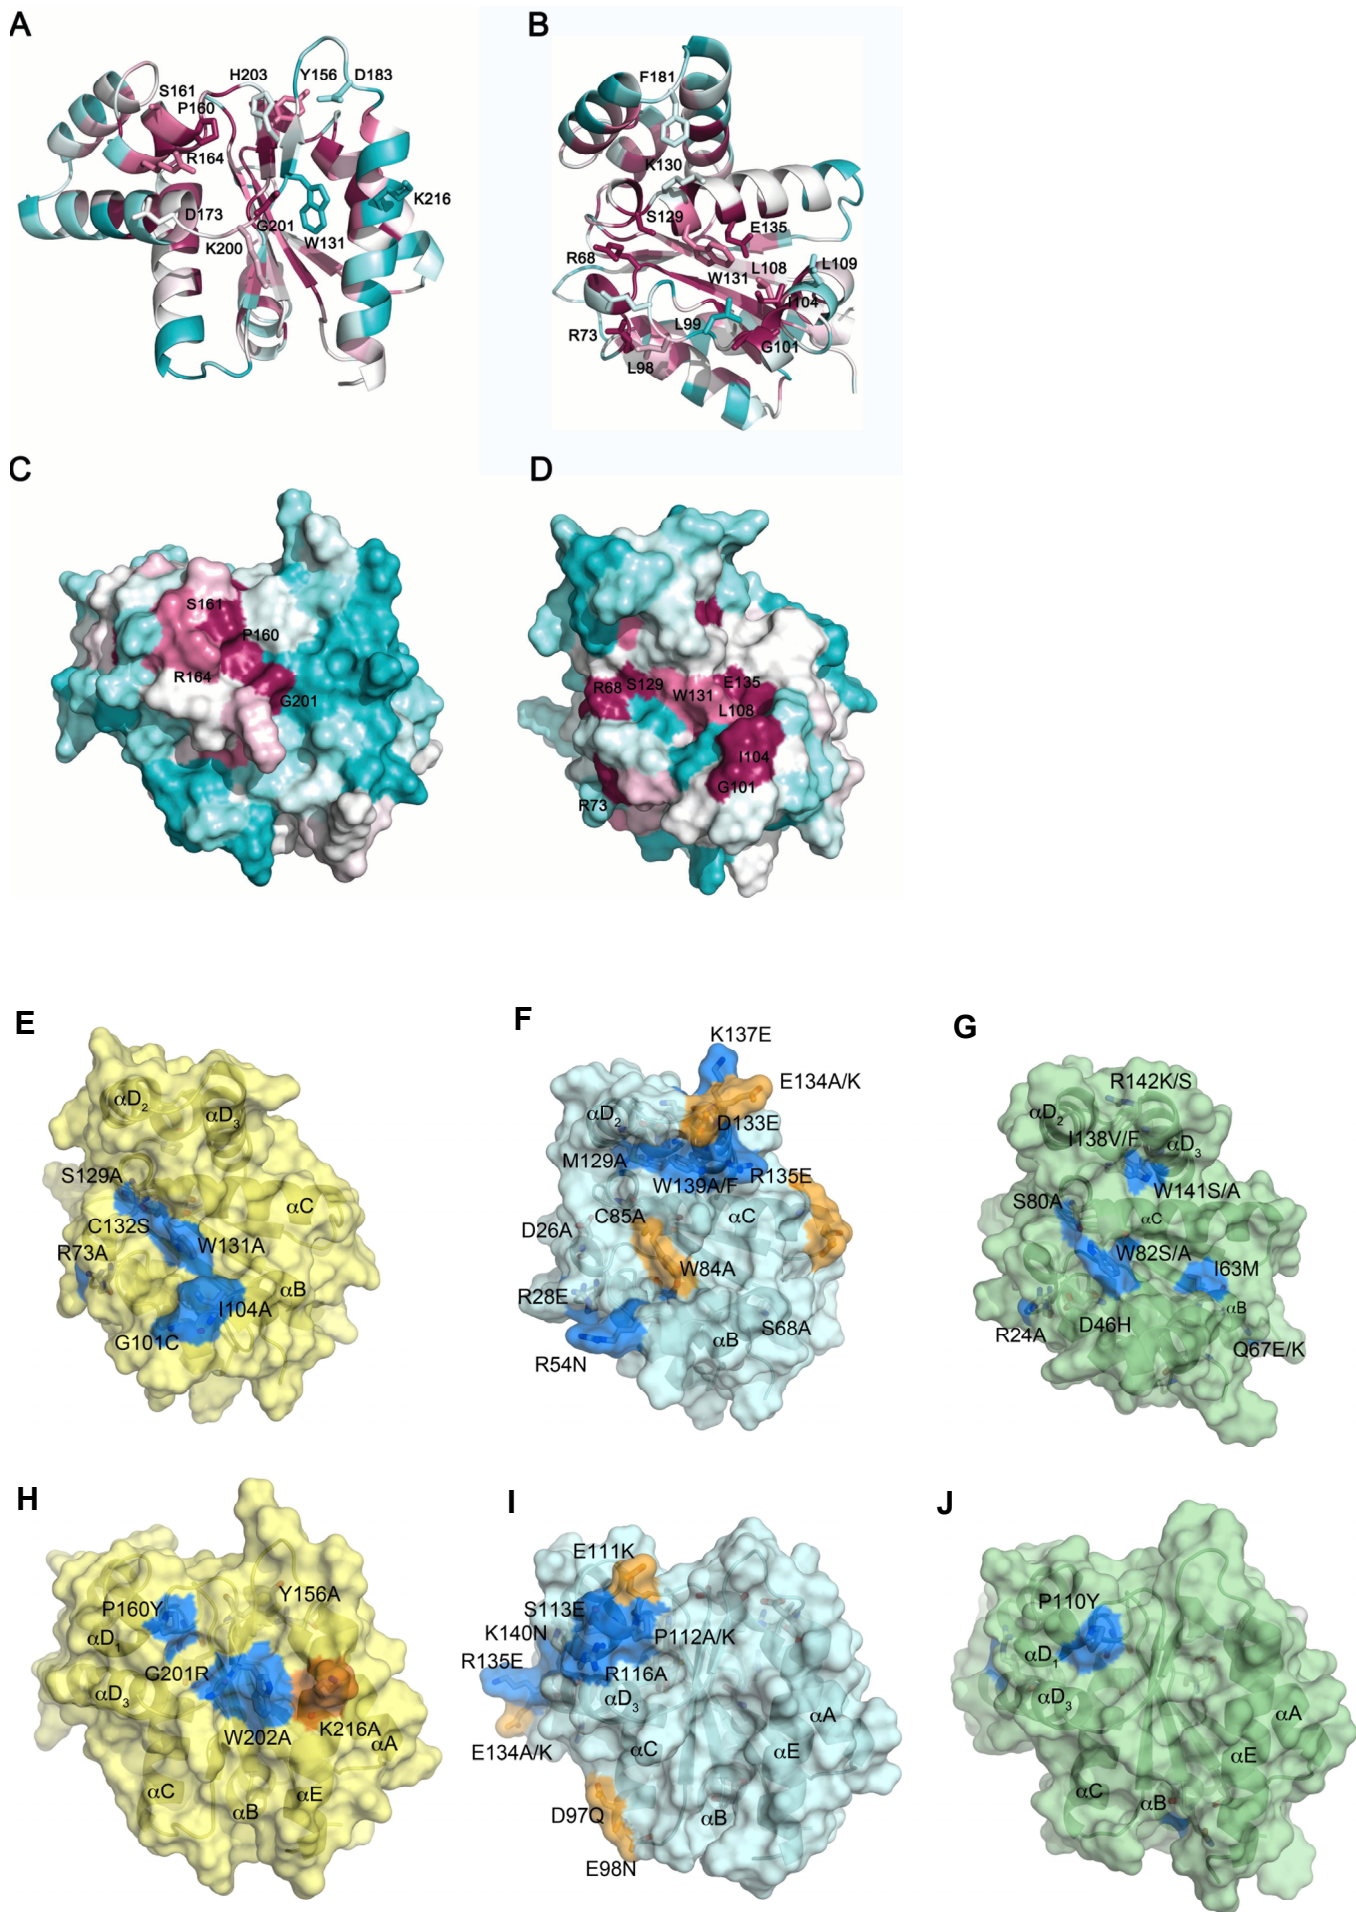 A
H203
Y156
D183
S161
P160
R164
K216
D173
G201
K200
W131
B
F181
K130
S129
E135
R68
W131
L108
L109
I104
L99
R73
G101
L98
C
S161
P160
R164
G201
D
R68
S129
W131
E135
L108
I104
G101
R73
E
αD2
αD3
S129A
αC
C132S
W131A
R73A
αB
I104A
G101C
F
K137E
E134A/K
αD2
D133E
M129A
R135E
W139A/F
C85A
αC
D26A
W84A
R28E
S68A
αB
R54N
G
R142K/S
αD2
I138V/F
αD3
W141S/A
S80A
αC
W82S/A
I63M
αB
R24A
D46H
Q67E/K
H
Y156A
P160Y
αD1
G201R
αD3
K216A
W202A
αA
αC
αE
αB
I
E111K
S113E
K140N
P112A/K
R135E
R116A
αD3
αA
E134A/K
αC
αE
D97Q
αB
E98N
J
P110Y
αD1
αD3
αA
αE
αC
αB